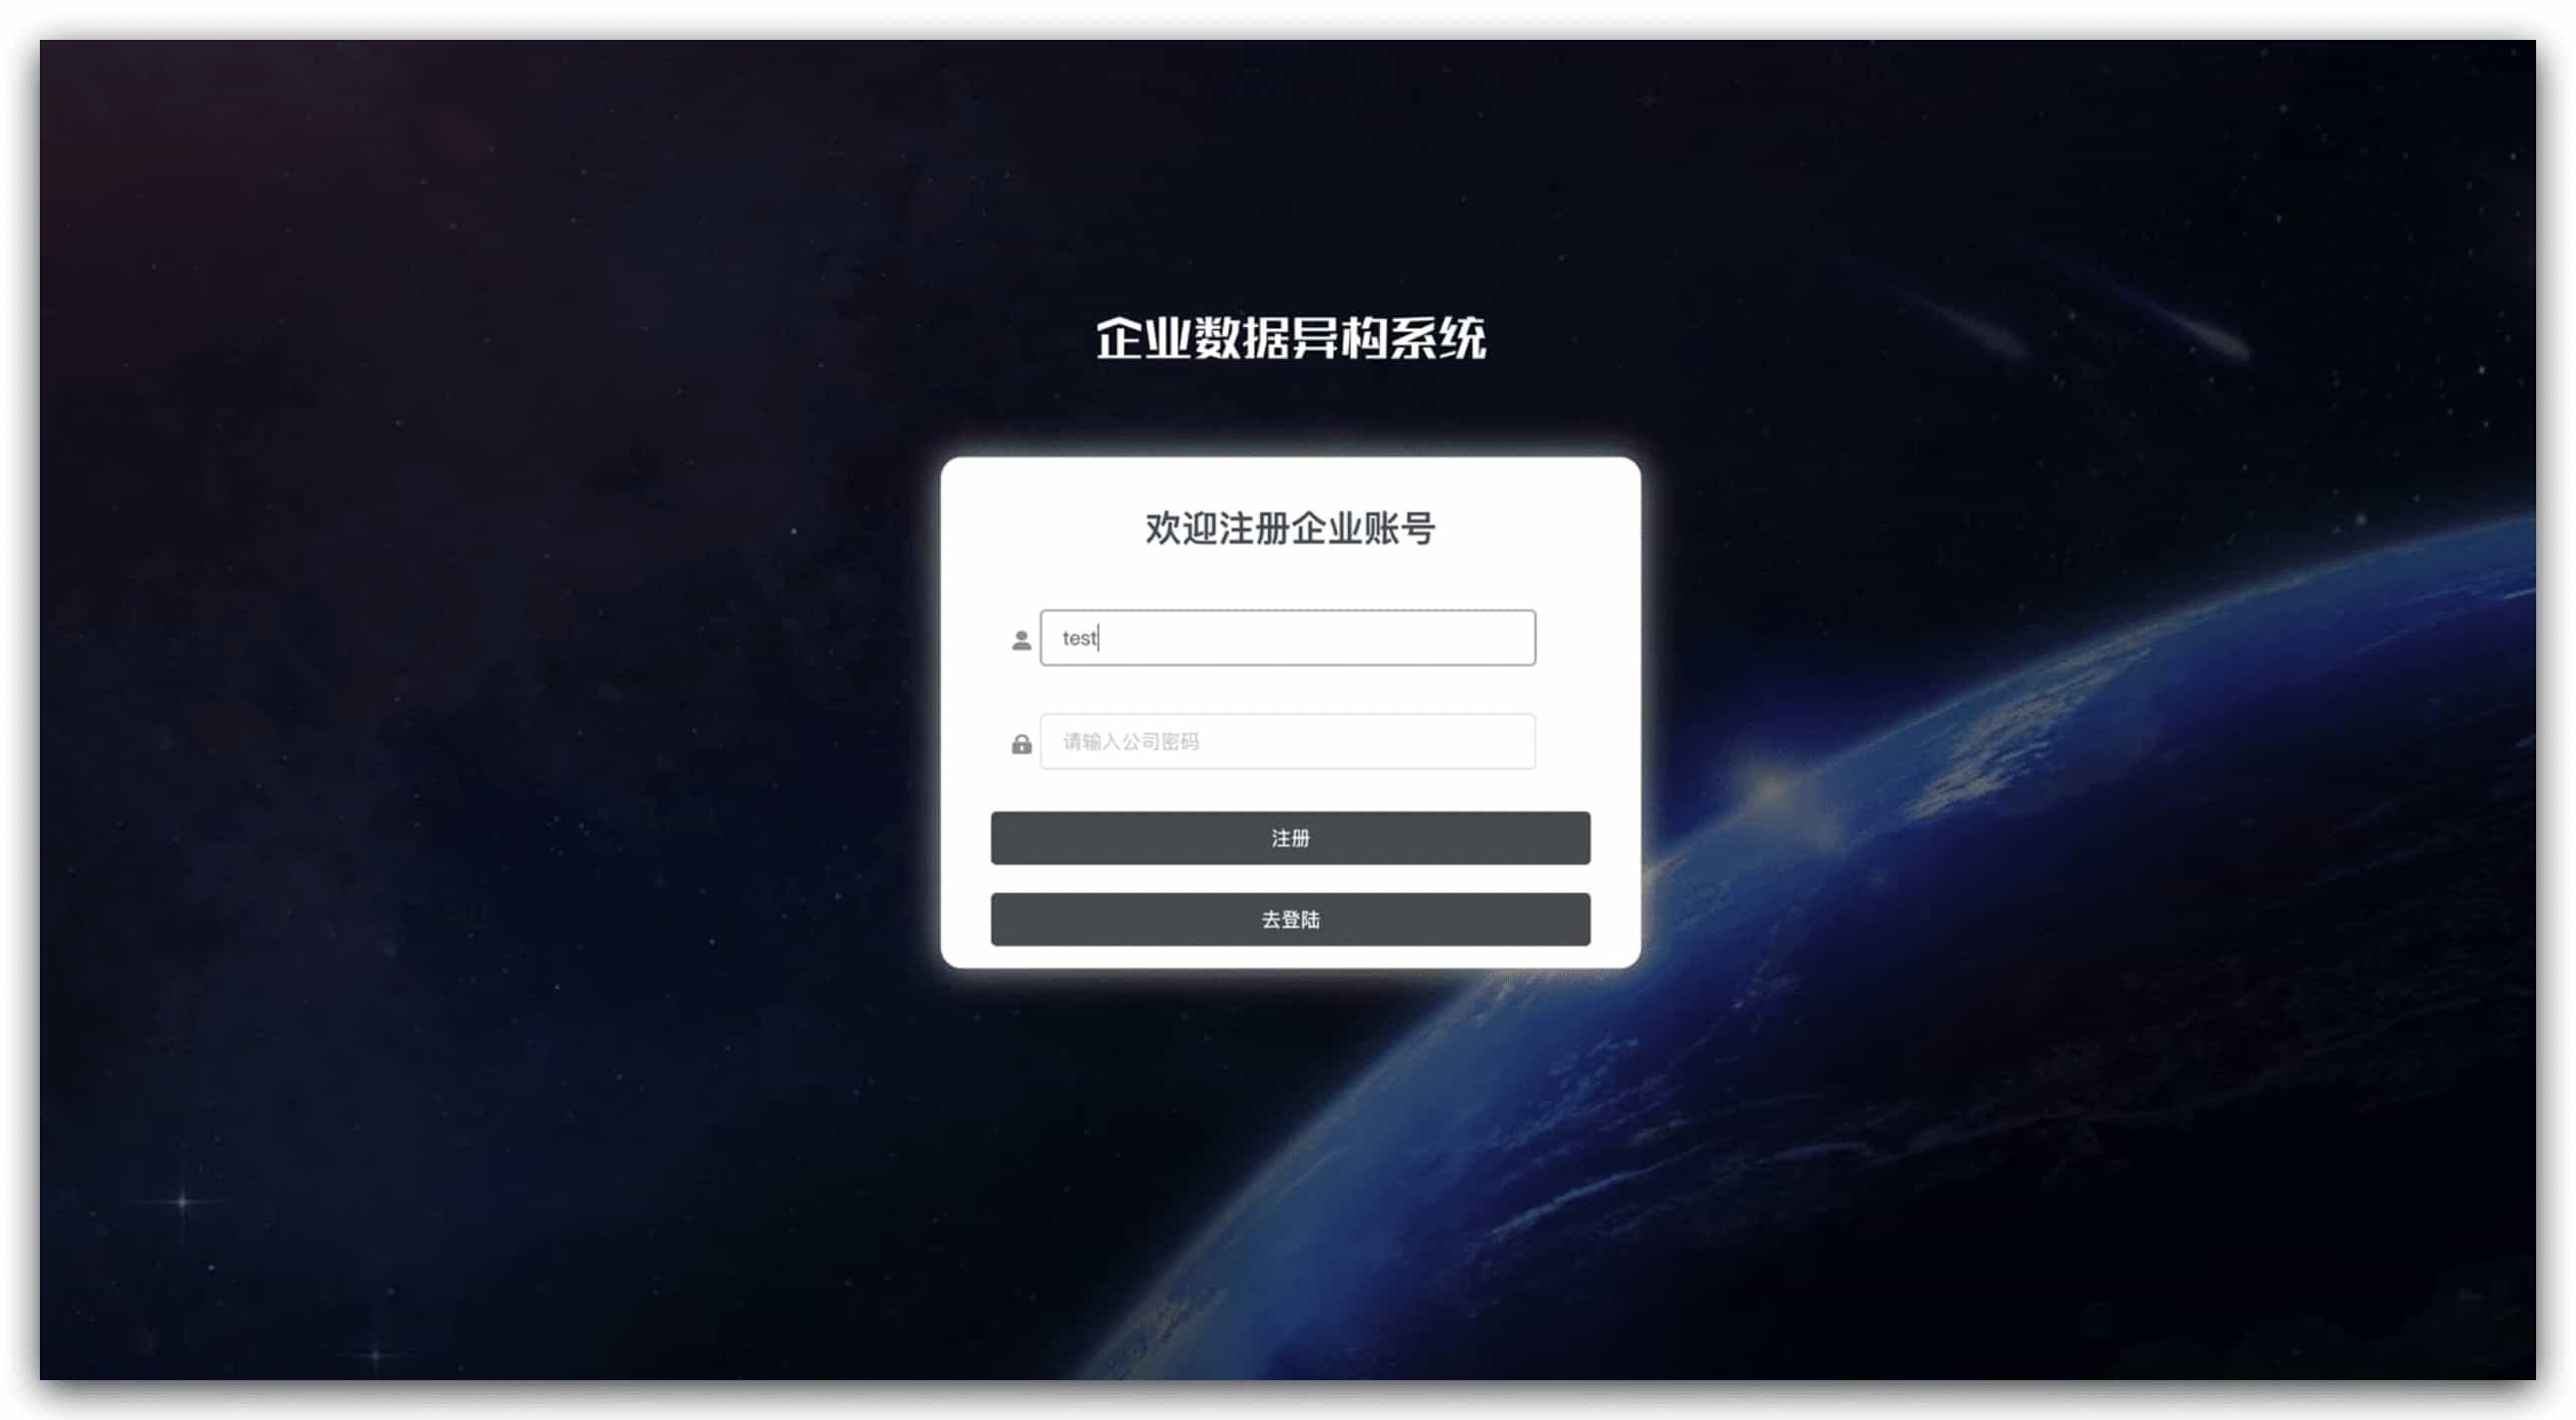 企业数据异构系统
欢迎注册企业账号
test
请输入公司密码
注册
去登陆